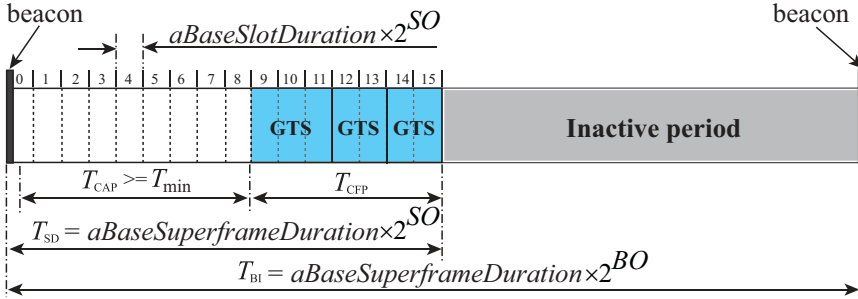 beacon
beacon
aBaseSlotDuration×2^SO
0 1 2 3 4 5 6 7 8 9 10 11 12 13 14 15
GTS GTS GTS Inactive period
T_CAP >= T_min T_CFP
T_SD = aBaseSuperframeDuration×2^SO
T_BI = aBaseSuperframeDuration×2^BO